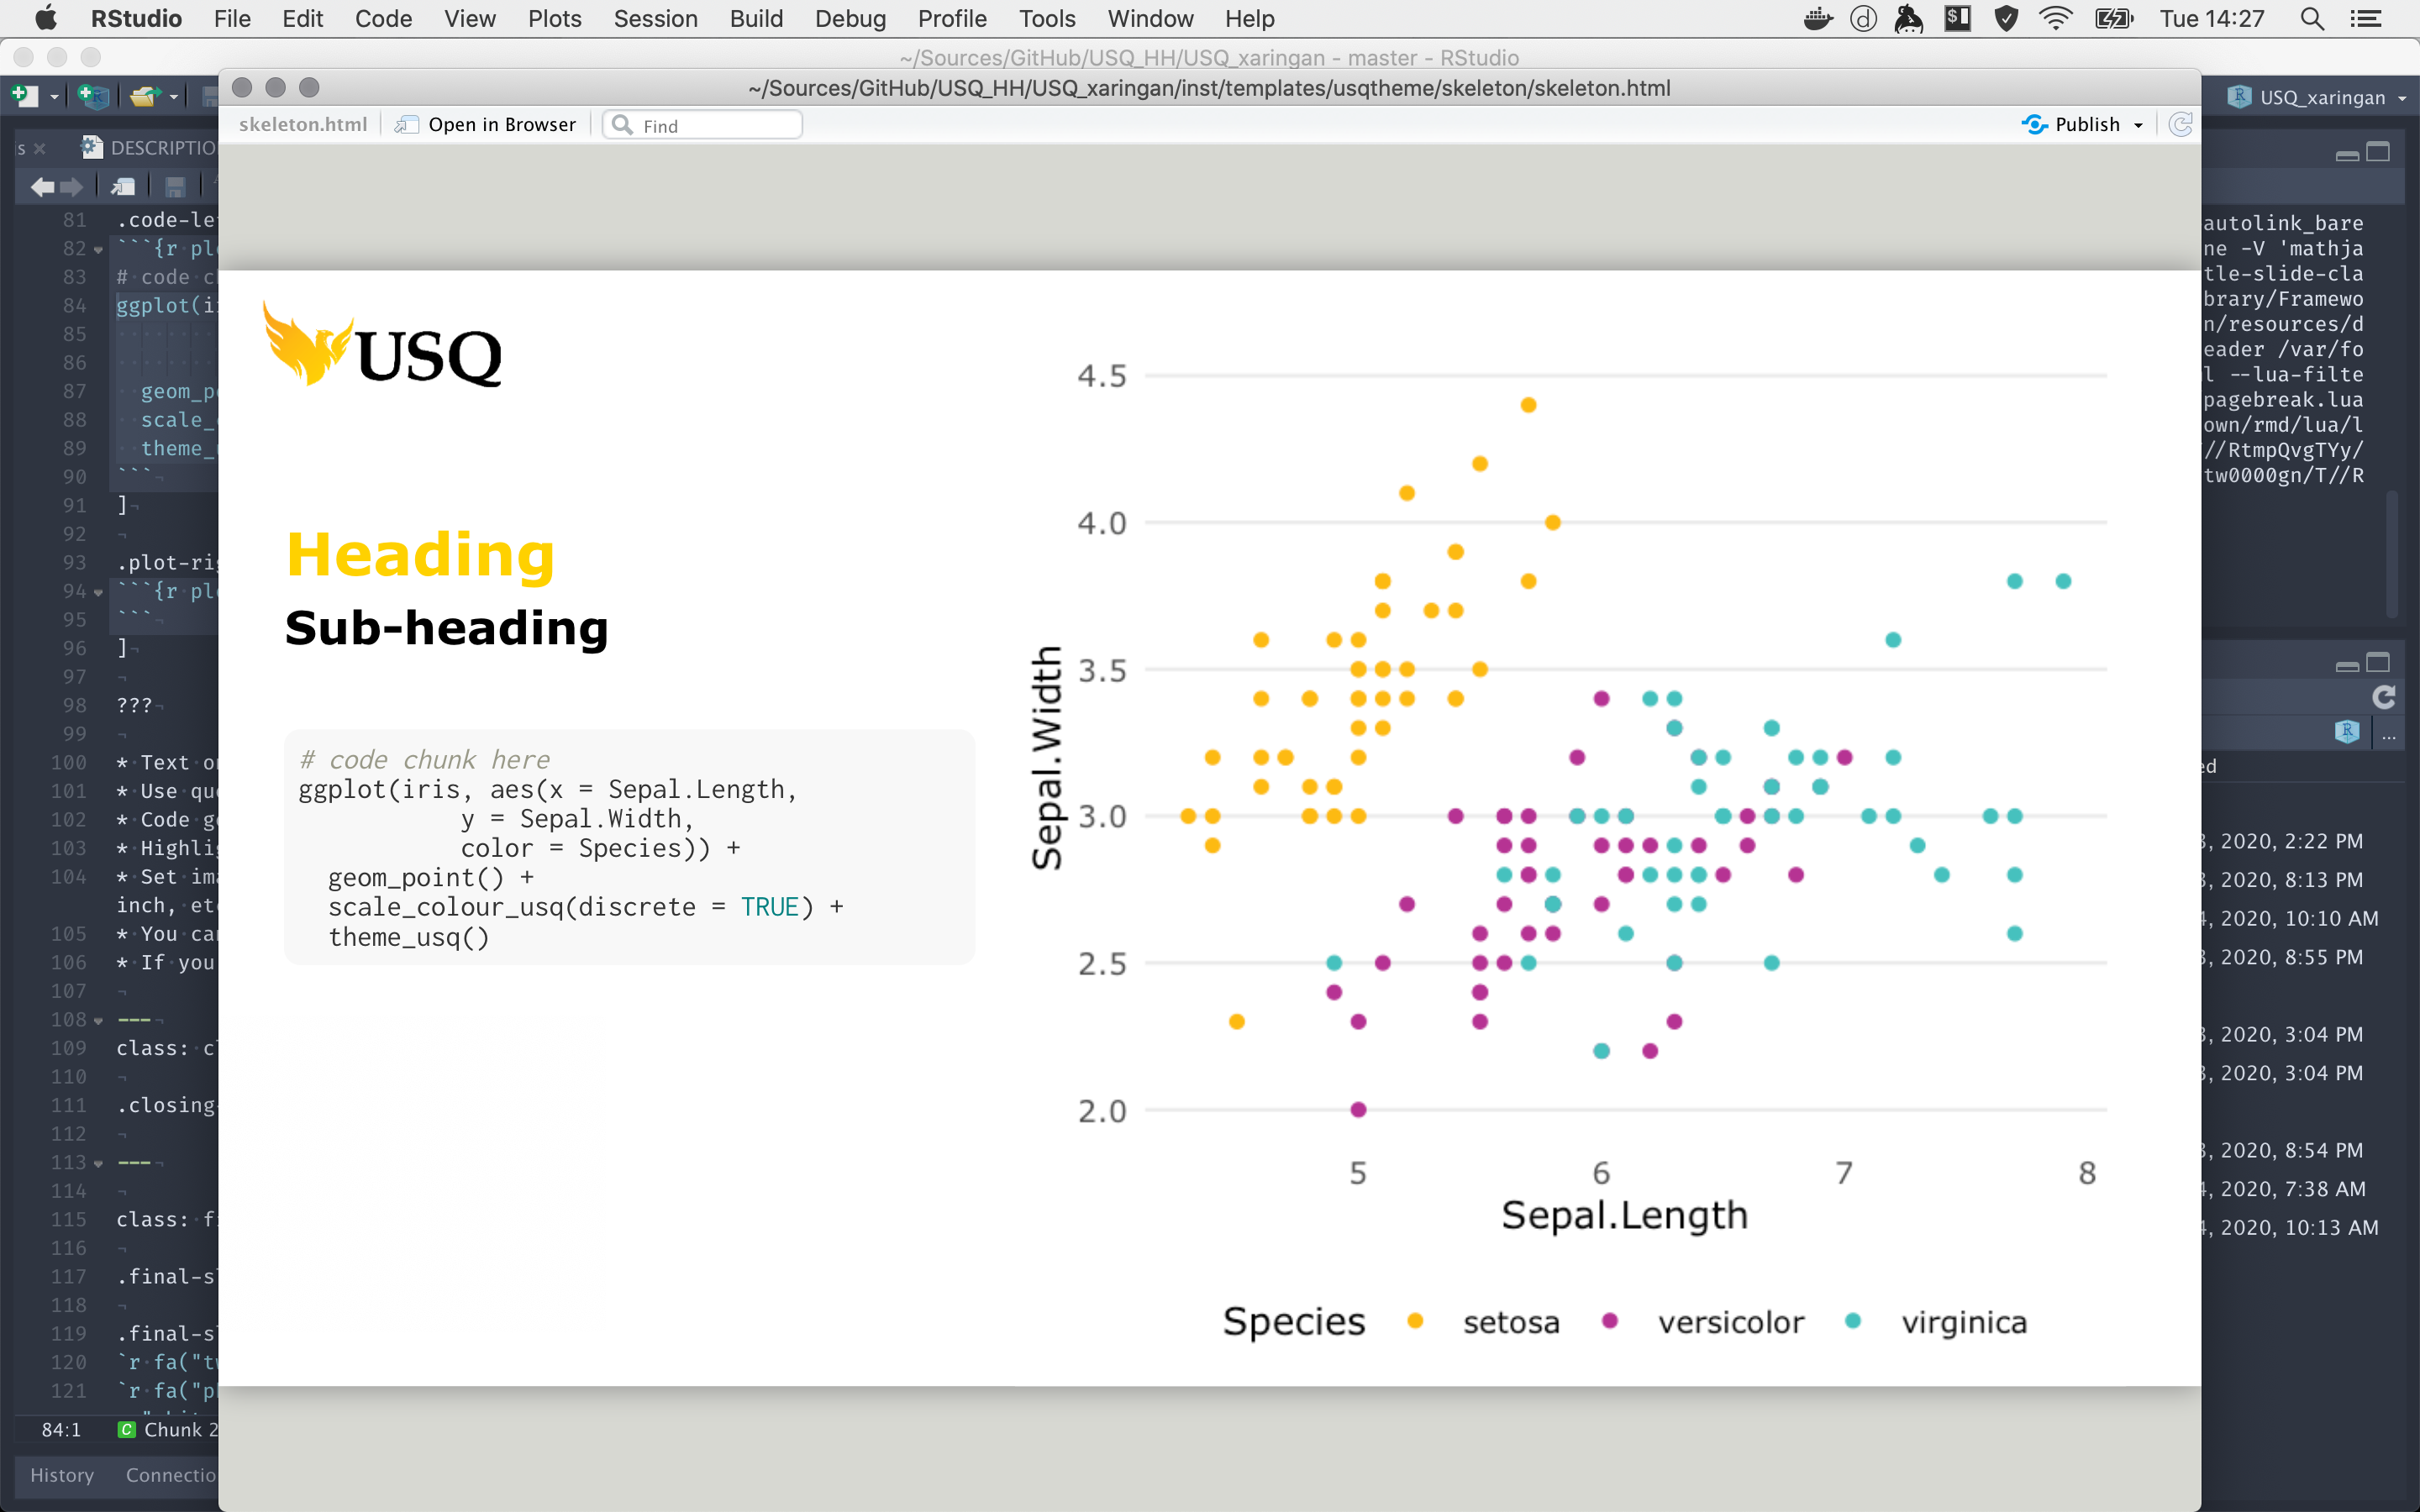 RStudio File Edit Code View Plots Session Build Debug Profile Tools Window Help Tue 14:27
~/Sources/GitHub/USQ_HH/USQ_xaringan - master - RStudio
~/Sources/GitHub/USQ_HH/USQ_xaringan/inst/templates/usqtheme/skeleton/skeleton.html
USQ_xaringan
skeleton.html Open in Browser Find Publish
s DESCRIPTIO
81 .code-le
82 ```{r pl
83 # code c
84 ggplot(i
85
86
87 geom_p
88 scale_
89 theme_
90 ```
91 ]
92
93 .plot-ri
94 ```{r pl
95 ```
96 ]
97
98 ???
99
100 * Text o
101 * Use qu
102 * Code g
103 * Highli
104 * Set im
inch, et
105 * You ca
106 * If you
107
108 ---
109 class: c
110
111 .closing
112
113 ---
114
115 class: f
116
117 .final-s
118
119 .final-s
120 `r fa("t
121 `r fa("p
84:1 Chunk 2
History Connectio
USQ
Heading
Sub-heading
# code chunk here
ggplot(iris, aes(x = Sepal.Length,
y = Sepal.Width,
color = Species)) +
geom_point() +
scale_colour_usq(discrete = TRUE) +
theme_usq()
Sepal.Width
4.5
4.0
3.5
3.0
2.5
2.0
5 6 7 8
Sepal.Length
Species setosa versicolor virginica
autolink_bare
ne -V 'mathja
tle-slide-cla
brary/Framewo
n/resources/d
eader /var/fo
l --lua-filte
pagebreak.lua
own/rmd/lua/l
//RtmpQvgTYy/
tw0000gn/T//R
...
ed
3, 2020, 2:22 PM
3, 2020, 8:13 PM
4, 2020, 10:10 AM
3, 2020, 8:55 PM
3, 2020, 3:04 PM
3, 2020, 3:04 PM
3, 2020, 8:54 PM
4, 2020, 7:38 AM
4, 2020, 10:13 AM